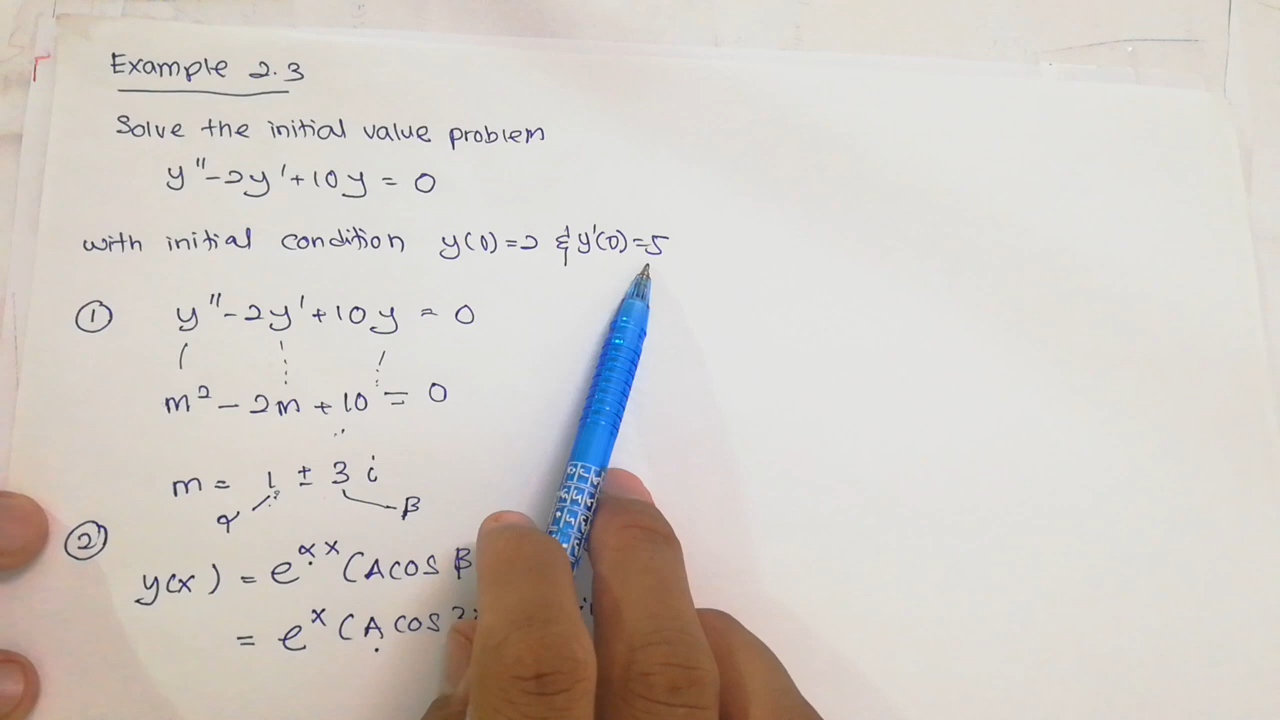 Example 2.3
Solve the initial value problem
y'' - 2y' + 10y = 0
with initial condition y(0) = 2 & y'(0) = 5
① y'' - 2y' + 10y = 0
m² - 2m + 10 = 0
m = 1 ± 3i
α β
②
y(x) = e^{αx} (A cos β
= e^x (A cos 3x